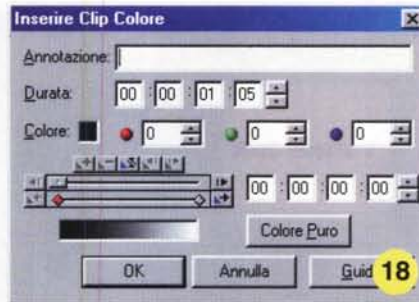 Inserire Clip Colore
Annotazione:
Durata: 00 : 00 : 01 : 05
Colore: 0 0 0
00 : 00 : 00 : 00
Colore Puro
OK Annulla Guid
18